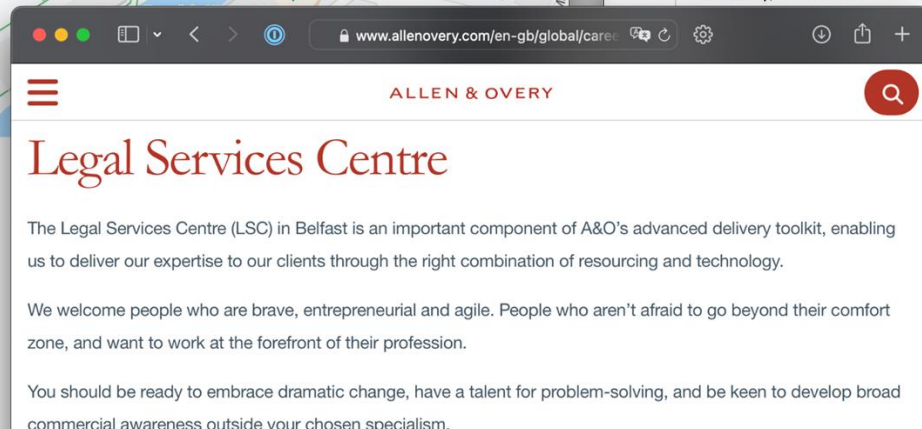 www.allenovery.com/en-gb/global/caree
ALLEN & OVERY
Legal Services Centre
The Legal Services Centre (LSC) in Belfast is an important component of A&O’s advanced delivery toolkit, enabling
us to deliver our expertise to our clients through the right combination of resourcing and technology.
We welcome people who are brave, entrepreneurial and agile. People who aren’t afraid to go beyond their comfort
zone, and want to work at the forefront of their profession.
You should be ready to embrace dramatic change, have a talent for problem-solving, and be keen to develop broad
commercial awareness outside your chosen specialism.